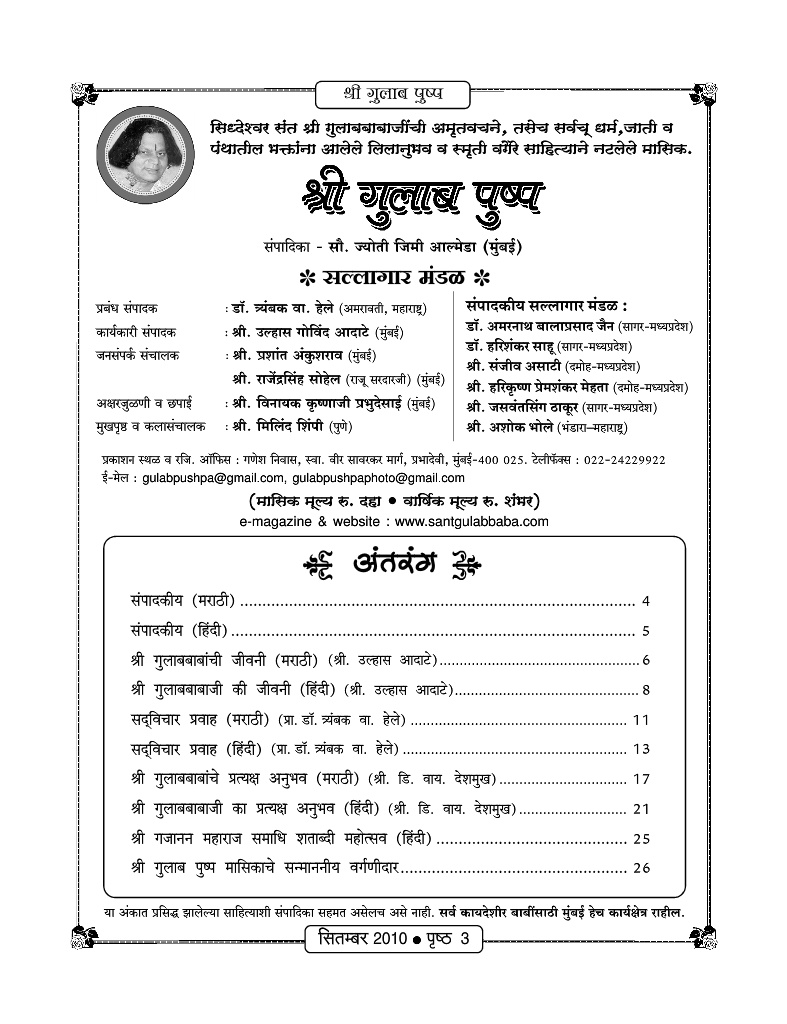 श्री गुलाब पुष्प
सिध्देश्वर संत श्री गुलाबबाबाजींची अमृतवचने, तसेच सर्वच् धर्म,जाती व
पंथातील भक्तांना आलेले लिलानुभव व स्मृती वगैरे साहित्याने नटलेले मासिक.
श्री गुलाब पुष्प
संपादिका - सौ. ज्योती जिमी आल्मेडा (मुंबई)
❊ सल्लागार मंडळ ❊
प्रबंध संपादक : डॉ. त्र्यंबक वा. हेले (अमरावती, महाराष्ट्र)
कार्यकारी संपादक : श्री. उल्हास गोविंद आदाटे (मुंबई)
जनसंपर्क संचालक : श्री. प्रशांत अंकुशराव (मुंबई)
श्री. राजेंद्रसिंह सोहेल (राजू सरदारजी) (मुंबई)
अक्षरजुळणी व छपाई : श्री. विनायक कृष्णाजी प्रभुदेसाई (मुंबई)
मुखपृष्ठ व कलासंचालक : श्री. मिलिंद शिंपी (पुणे)
संपादकीय सल्लागार मंडळ :
डॉ. अमरनाथ बालाप्रसाद जैन (सागर-मध्यप्रदेश)
डॉ. हरिशंकर साहू (सागर-मध्यप्रदेश)
श्री. संजीव असाटी (दमोह-मध्यप्रदेश)
श्री. हरिकृष्ण प्रेमशंकर मेहता (दमोह-मध्यप्रदेश)
श्री. जसवंतसिंग ठाकूर (सागर-मध्यप्रदेश)
श्री. अशोक भोले (भंडारा–महाराष्ट्र)
प्रकाशन स्थळ व रजि. ऑफिस : गणेश निवास, स्वा. वीर सावरकर मार्ग, प्रभादेवी, मुंबई-400 025. टेलीफॅक्स : 022-24229922
ई-मेल : gulabpushpa@gmail.com, gulabpushpaphoto@gmail.com
(मासिक मूल्य रु. दहा ● वार्षिक मूल्य रु. शंभर)
e-magazine & website : www.santgulabbaba.com
अंतरंग
संपादकीय (मराठी) ........ 4
संपादकीय (हिंदी) ........ 5
श्री गुलाबबाबांची जीवनी (मराठी) (श्री. उल्हास आदाटे) ........ 6
श्री गुलाबबाबाजी की जीवनी (हिंदी) (श्री. उल्हास आदाटे) ........ 8
सद्‌विचार प्रवाह (मराठी) (प्रा. डॉ. त्र्यंबक वा. हेले) ........ 11
सद्‌विचार प्रवाह (हिंदी) (प्रा. डॉ. त्र्यंबक वा. हेले) ........ 13
श्री गुलाबबाबांचे प्रत्यक्ष अनुभव (मराठी) (श्री. डि. वाय. देशमुख) ........ 17
श्री गुलाबबाबाजी का प्रत्यक्ष अनुभव (हिंदी) (श्री. डि. वाय. देशमुख) ........ 21
श्री गजानन महाराज समाधि शताब्दी महोत्सव (हिंदी) ........ 25
श्री गुलाब पुष्प मासिकाचे सन्माननीय वर्गणीदार ........ 26
या अंकात प्रसिद्ध झालेल्या साहित्याशी संपादिका सहमत असेलच असे नाही. सर्व कायदेशीर बाबींसाठी मुंबई हेच कार्यक्षेत्र राहील.
सितम्बर 2010 ● पृष्ठ 3